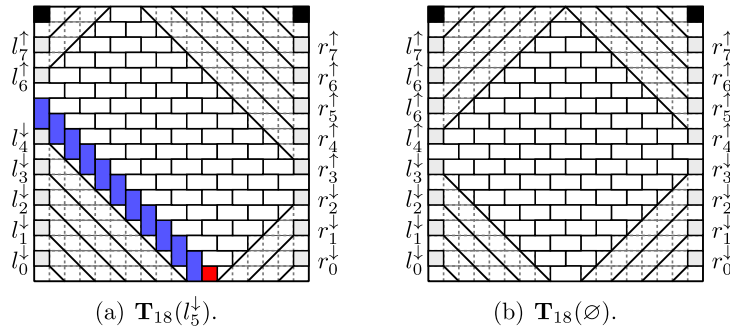 l₇↑ r₇↑ l₇↑ r₇↑
l₆↑ r₆↑ l₆↑ r₆↑
r₅↑ l₆↑ r₅↑
l₄↓ r₄↑ l₄↑ r₄↑
l₃↓ r₃↑ l₃↓ r₃↓
l₂↓ r₂↓ l₂↓ r₂↓
l₁↓ r₁↓ l₁↓ r₁↓
l₀↓ r₀↓ l₀↓ r₀↓
(a) T₁₈(l₅↓). (b) T₁₈(∅).